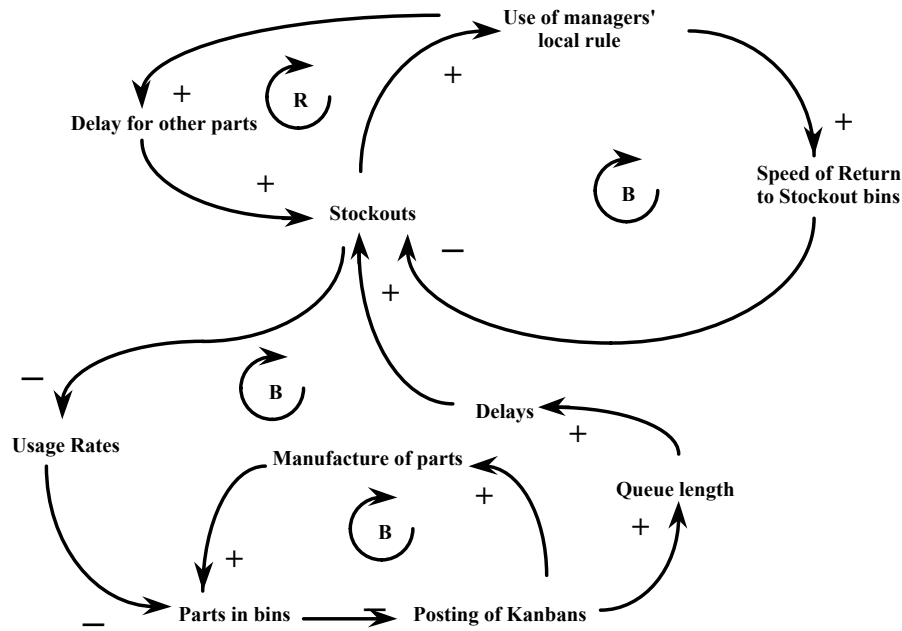 Use of managers'
local rule
+
+
R
Delay for other parts
+
+
B
Speed of Return
to Stockout bins
Stockouts
−
+
−
B
Delays
+
Usage Rates
Manufacture of parts
+
Queue length
B
+
+
Parts in bins
−
Posting of Kanbans
−